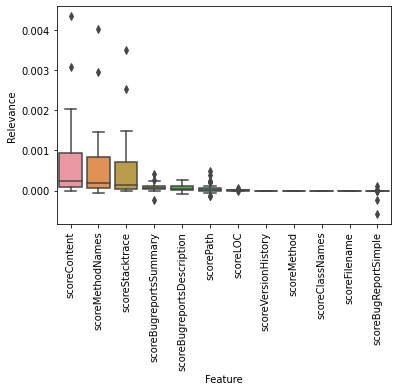 0.004
0.003
0.002
0.001
0.000
Relevance
scoreContent
scoreMethodNames
scoreStacktrace
scoreBugreportsSummary
scoreBugreportsDescription
scorePath
scoreLOC
scoreVersionHistory
scoreMethod
scoreClassNames
scoreFilename
scoreBugReportSimple
Feature